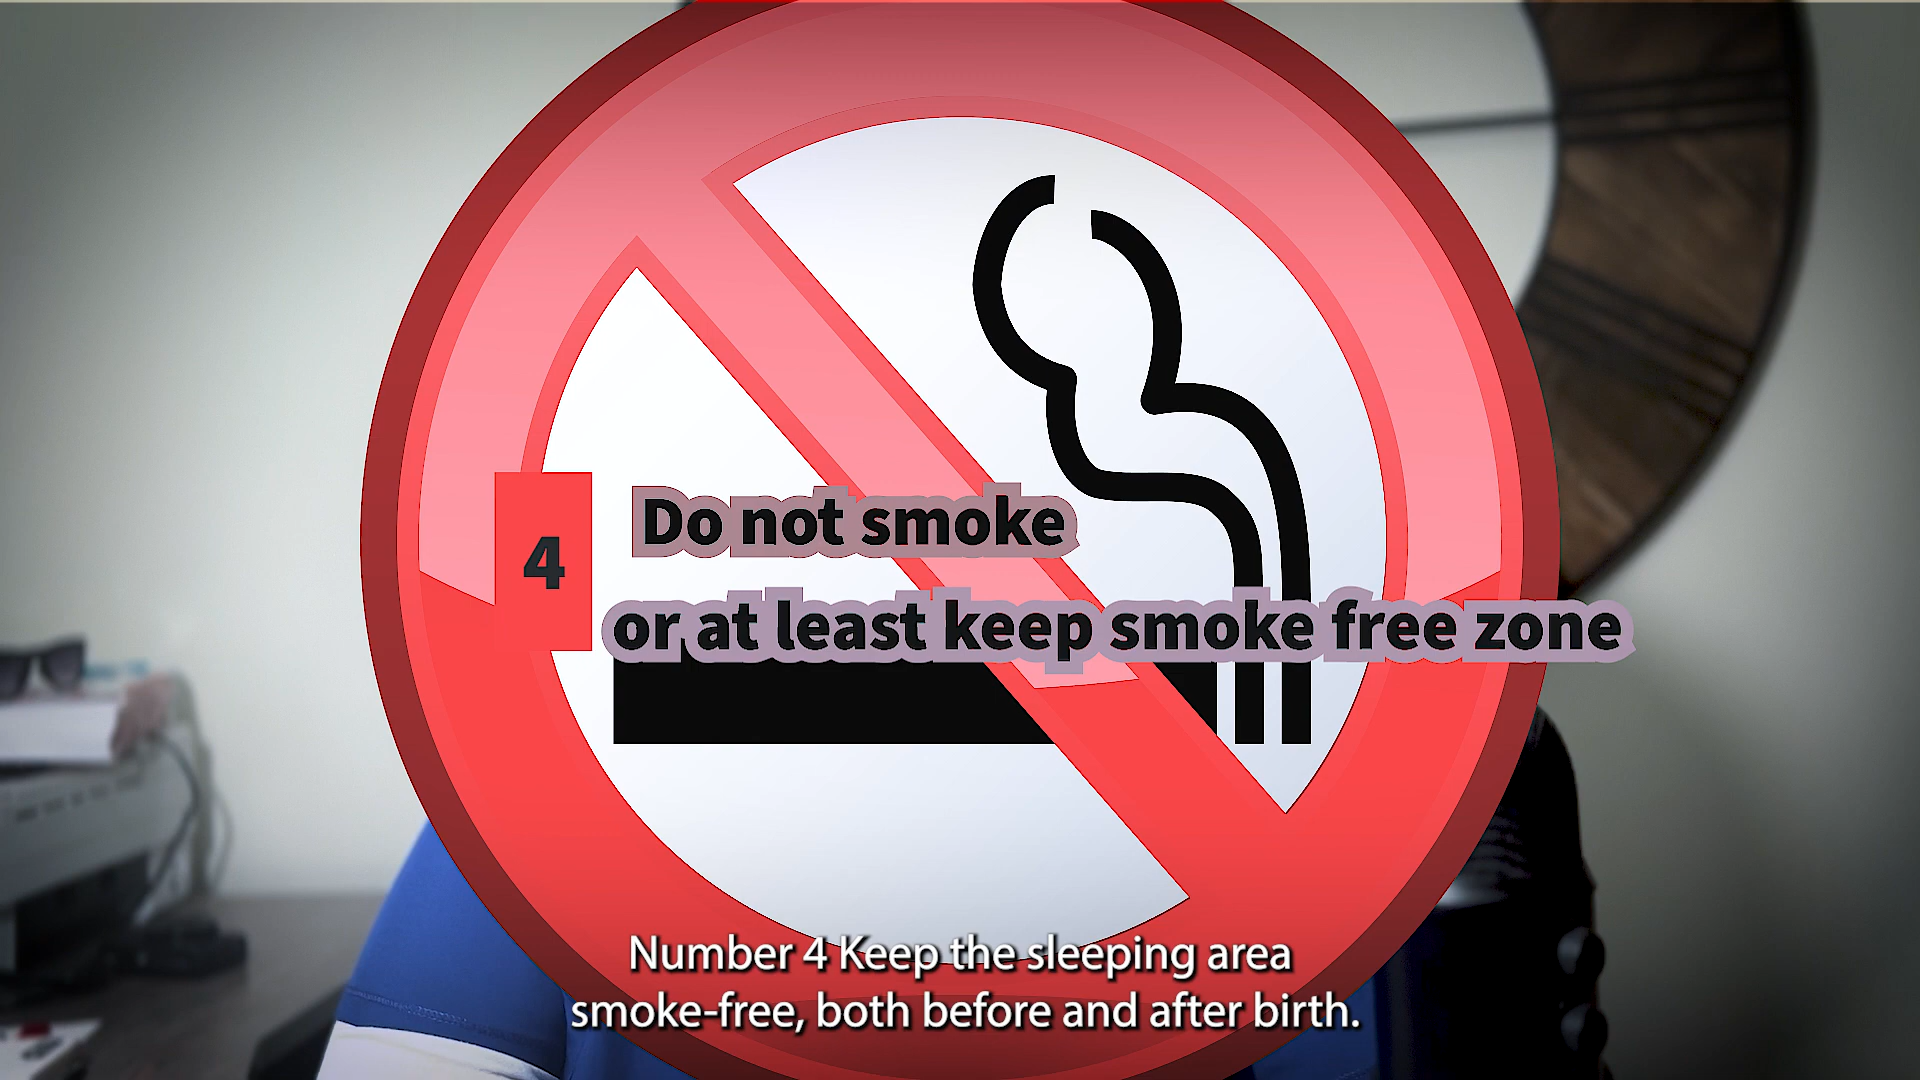 4
Do not smoke
or at least keep smoke free zone
Number 4 Keep the sleeping area
smoke-free, both before and after birth.